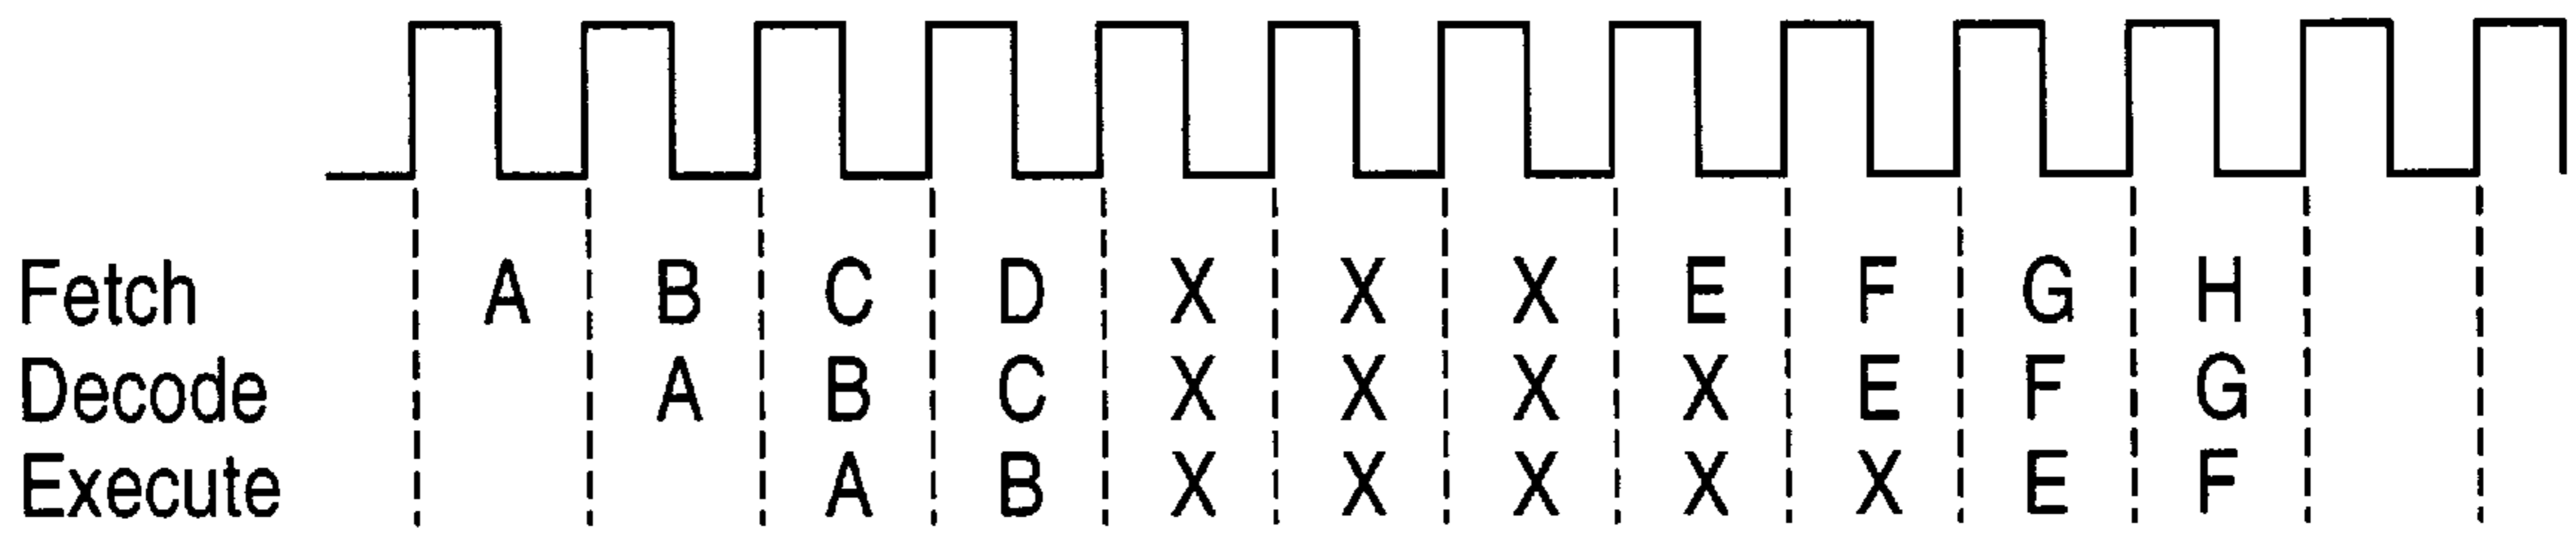 Fetch A B C D X X X E F G H
Decode A B C X X X X E F G
Execute A B X X X X X E F